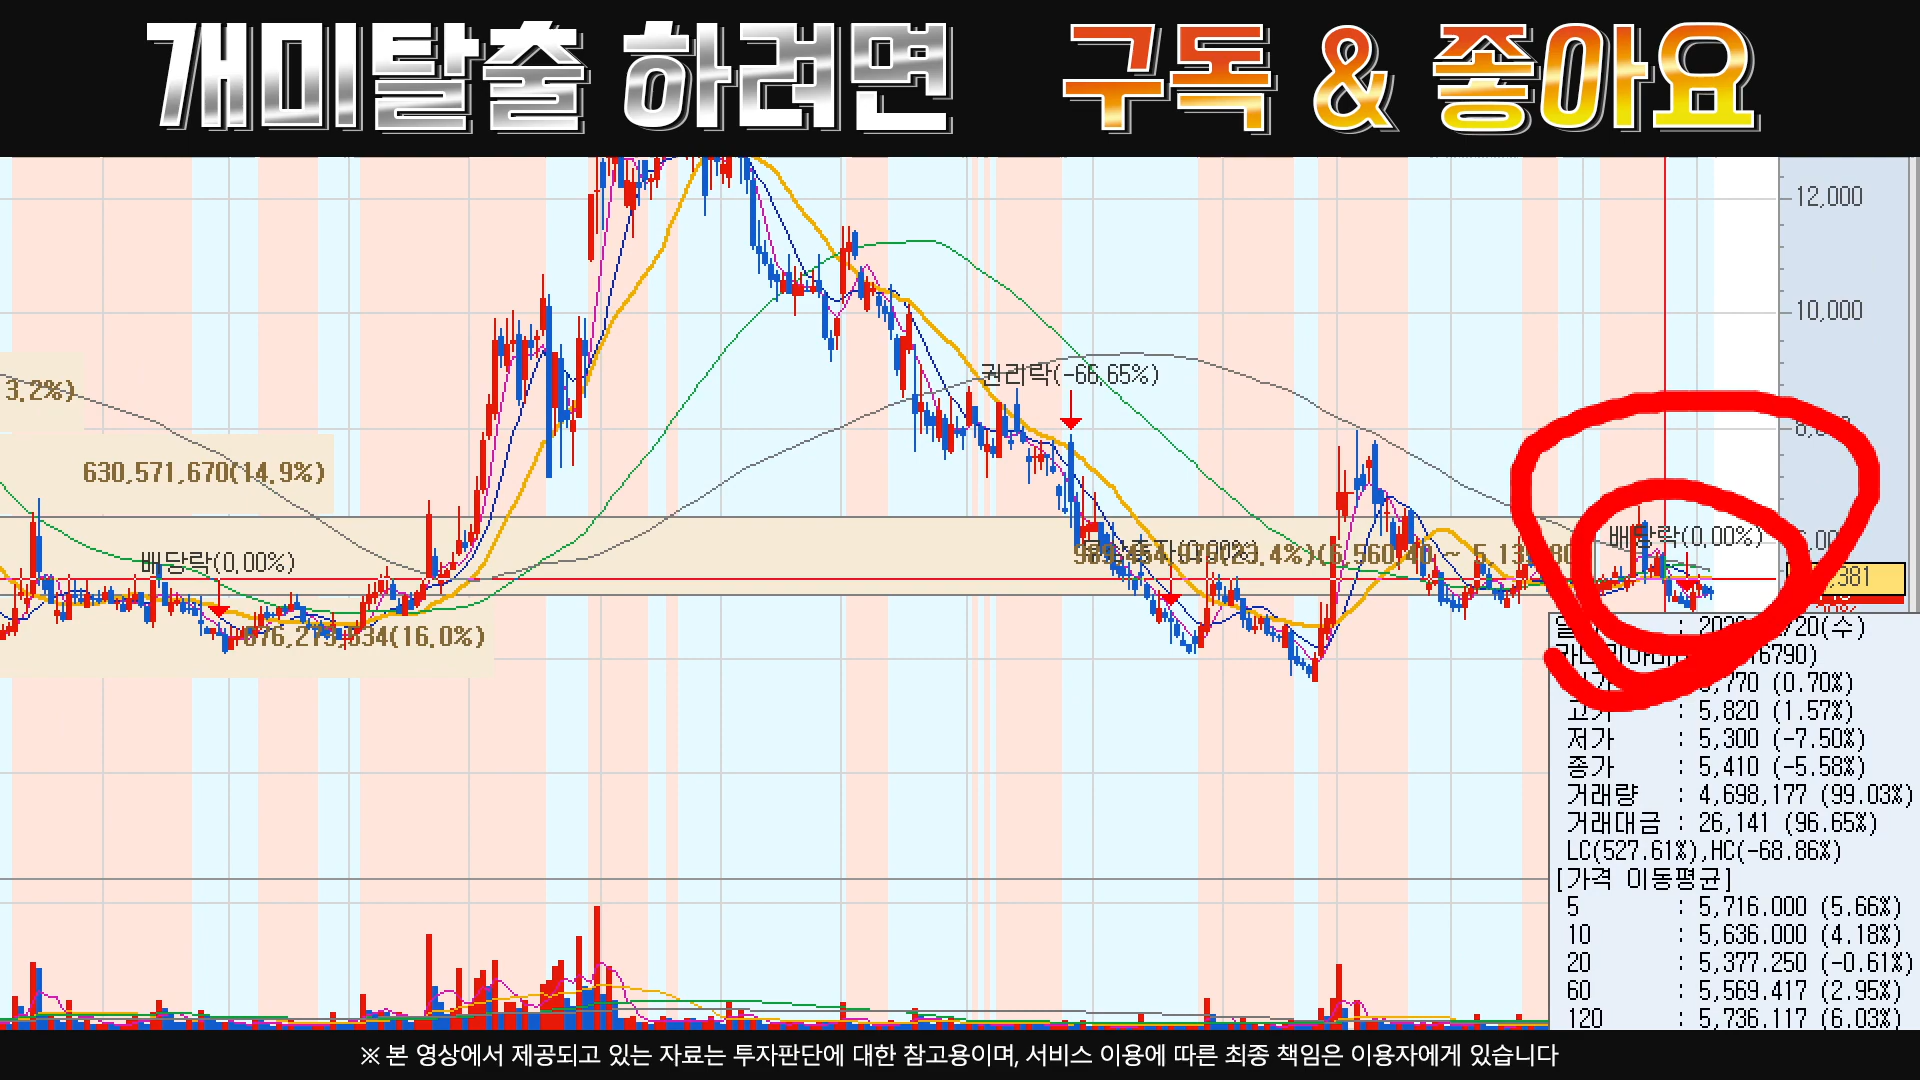 개미탈출 하려면 구독 & 좋아요
12,000
10,000
3.2%)
권리락(-66.65%)
630,571,670(14.9%)
배당락(0.00%)
배당락(0.00%)
381
(16.0%)
20(수)
6790)
770 (0.70%)
고가 : 5,820 (1.57%)
저가 : 5,300 (-7.50%)
종가 : 5,410 (-5.58%)
거래량 : 4,698,177 (99.03%)
거래대금 : 26,141 (96.65%)
LC(527.61%),HC(-68.86%)
[가격 이동평균]
5 : 5,716.000 (5.66%)
10 : 5,636.000 (4.18%)
20 : 5,377.250 (-0.61%)
60 : 5,569.417 (2.95%)
120 : 5,736.117 (6.03%)
※ 본 영상에서 제공되고 있는 자료는 투자판단에 대한 참고용이며, 서비스 이용에 따른 최종 책임은 이용자에게 있습니다